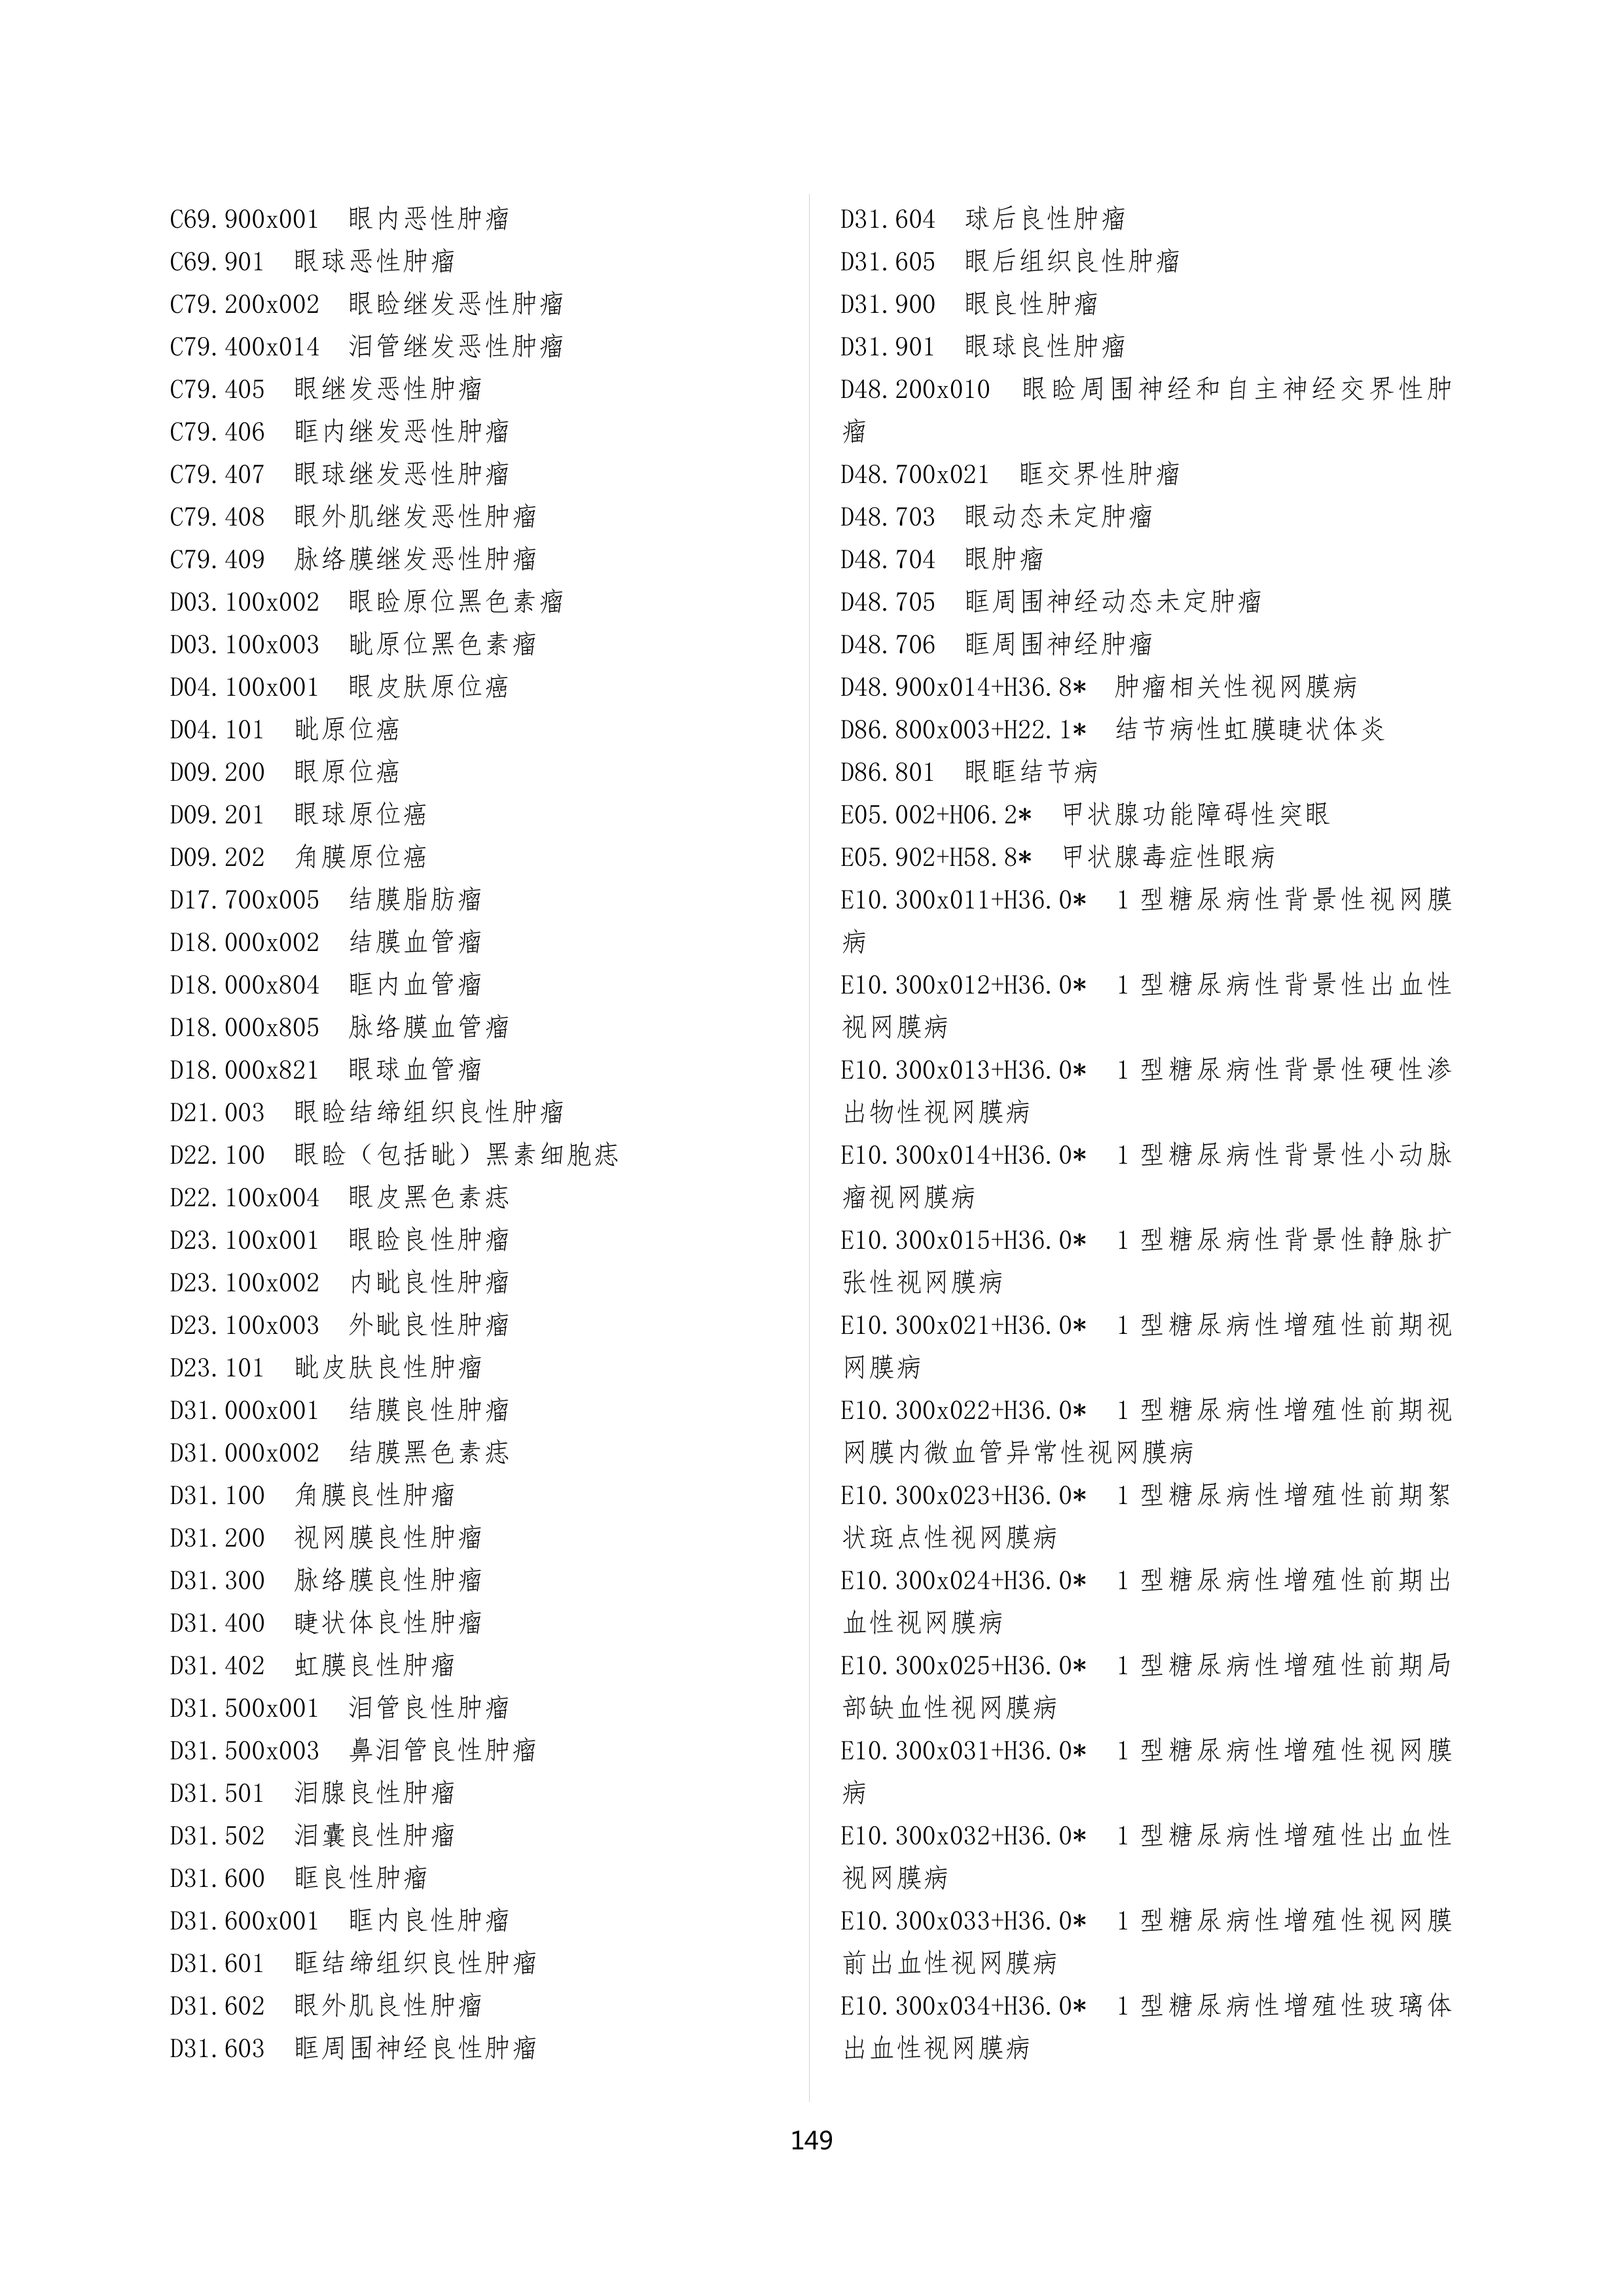 C69.900x001 眼内恶性肿瘤
C69.901 眼球恶性肿瘤
C79.200x002 眼睑继发恶性肿瘤
C79.400x014 泪管继发恶性肿瘤
C79.405 眼继发恶性肿瘤
C79.406 眶内继发恶性肿瘤
C79.407 眼球继发恶性肿瘤
C79.408 眼外肌继发恶性肿瘤
C79.409 脉络膜继发恶性肿瘤
D03.100x002 眼睑原位黑色素瘤
D03.100x003 眦原位黑色素瘤
D04.100x001 眼皮肤原位癌
D04.101 眦原位癌
D09.200 眼原位癌
D09.201 眼球原位癌
D09.202 角膜原位癌
D17.700x005 结膜脂肪瘤
D18.000x002 结膜血管瘤
D18.000x804 眶内血管瘤
D18.000x805 脉络膜血管瘤
D18.000x821 眼球血管瘤
D21.003 眼睑结缔组织良性肿瘤
D22.100 眼睑（包括眦）黑素细胞痣
D22.100x004 眼皮黑色素痣
D23.100x001 眼睑良性肿瘤
D23.100x002 内眦良性肿瘤
D23.100x003 外眦良性肿瘤
D23.101 眦皮肤良性肿瘤
D31.000x001 结膜良性肿瘤
D31.000x002 结膜黑色素痣
D31.100 角膜良性肿瘤
D31.200 视网膜良性肿瘤
D31.300 脉络膜良性肿瘤
D31.400 睫状体良性肿瘤
D31.402 虹膜良性肿瘤
D31.500x001 泪管良性肿瘤
D31.500x003 鼻泪管良性肿瘤
D31.501 泪腺良性肿瘤
D31.502 泪囊良性肿瘤
D31.600 眶良性肿瘤
D31.600x001 眶内良性肿瘤
D31.601 眶结缔组织良性肿瘤
D31.602 眼外肌良性肿瘤
D31.603 眶周围神经良性肿瘤
D31.604 球后良性肿瘤
D31.605 眼后组织良性肿瘤
D31.900 眼良性肿瘤
D31.901 眼球良性肿瘤
D48.200x010 眼睑周围神经和自主神经交界性肿
瘤
D48.700x021 眶交界性肿瘤
D48.703 眼动态未定肿瘤
D48.704 眼肿瘤
D48.705 眶周围神经动态未定肿瘤
D48.706 眶周围神经肿瘤
D48.900x014+H36.8* 肿瘤相关性视网膜病
D86.800x003+H22.1* 结节病性虹膜睫状体炎
D86.801 眼眶结节病
E05.002+H06.2* 甲状腺功能障碍性突眼
E05.902+H58.8* 甲状腺毒症性眼病
E10.300x011+H36.0* 1型糖尿病性背景性视网膜
病
E10.300x012+H36.0* 1型糖尿病性背景性出血性
视网膜病
E10.300x013+H36.0* 1型糖尿病性背景性硬性渗
出物性视网膜病
E10.300x014+H36.0* 1型糖尿病性背景性小动脉
瘤视网膜病
E10.300x015+H36.0* 1型糖尿病性背景性静脉扩
张性视网膜病
E10.300x021+H36.0* 1型糖尿病性增殖性前期视
网膜病
E10.300x022+H36.0* 1型糖尿病性增殖性前期视
网膜内微血管异常性视网膜病
E10.300x023+H36.0* 1型糖尿病性增殖性前期絮
状斑点性视网膜病
E10.300x024+H36.0* 1型糖尿病性增殖性前期出
血性视网膜病
E10.300x025+H36.0* 1型糖尿病性增殖性前期局
部缺血性视网膜病
E10.300x031+H36.0* 1型糖尿病性增殖性视网膜
病
E10.300x032+H36.0* 1型糖尿病性增殖性出血性
视网膜病
E10.300x033+H36.0* 1型糖尿病性增殖性视网膜
前出血性视网膜病
E10.300x034+H36.0* 1型糖尿病性增殖性玻璃体
出血性视网膜病
149